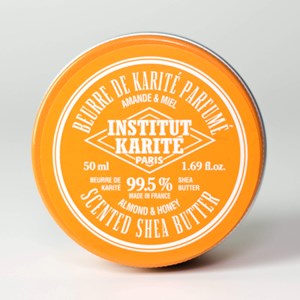 BEURRE DE KARITÉ PARFUMÉ
AMANDE & MIEL
INSTITUT
KARITÉ
PARIS
50 ml 1.69 fl.oz.
BEURRE DE KARITÉ 99.5 % SHEA BUTTER
MADE IN FRANCE
ALMOND & HONEY
SCENTED SHEA BUTTER